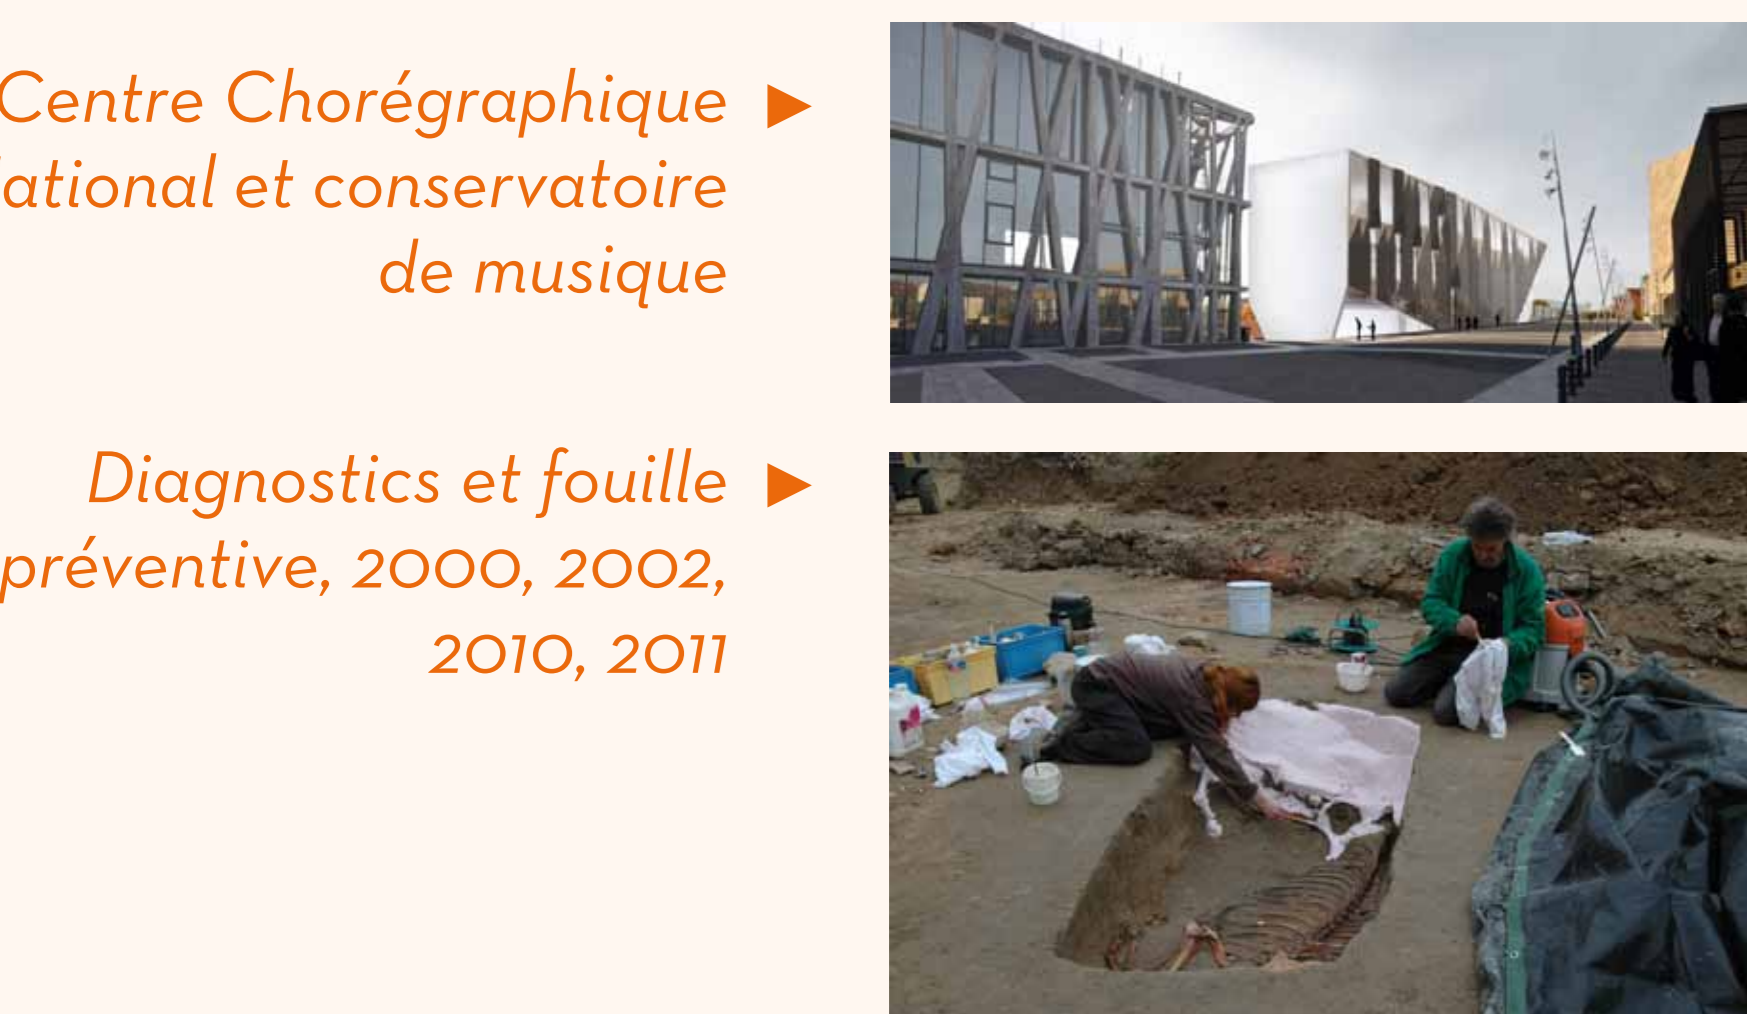 Centre Chorégraphique
ational et conservatoire
de musique
Diagnostics et fouille
préventive, 2000, 2002,
2010, 2011